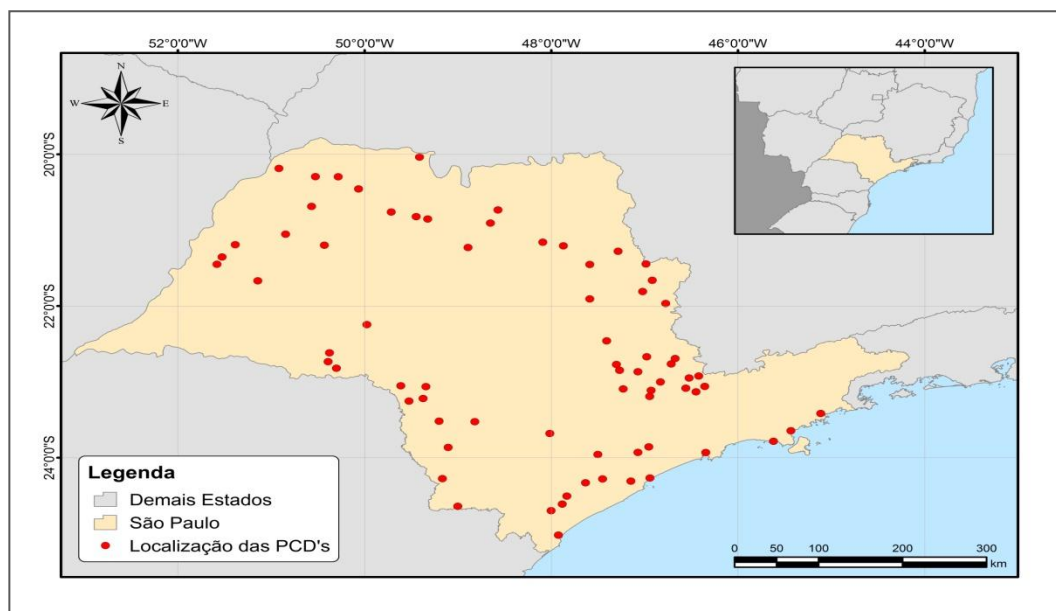 52°0'0"W 50°0'0"W 48°0'0"W 46°0'0"W 44°0'0"W
N
W E
S
20°0'0"S
22°0'0"S
24°0'0"S
Legenda
Demais Estados
São Paulo
Localização das PCD's
0 50 100 200 300
km